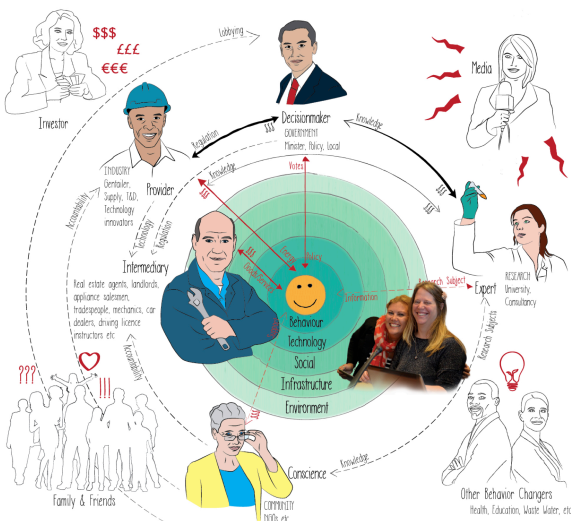 $$$
£££
€€€
Investor
Lobbying
Media
Decisionmaker
GOVERNMENT
Minister, Policy, Local
Regulation
$$$
Knowledge
$$$
INDUSTRY
Gentailer,
Supply, T&D,
Technology
innovators
Provider
Accountability
Knowledge
Votes
Technology
Regulation
Intermediary
Real estate agents, landlords,
appliance salesmen,
tradespeople, mechanics, car
dealers, driving licence
instructors etc
$$$
Energy
Policy
Information
Research Subject
Expert
RESEARCH
University,
Consultancy
Research Subjects
Behaviour
Technology
Social
Infrastructure
Environment
Accountability
???
!!!
Family & Friends
$$$
Conscience
Knowledge
COMMUNITY
NGOs etc
Other Behavior Changers
Health, Education, Waste Water, etc